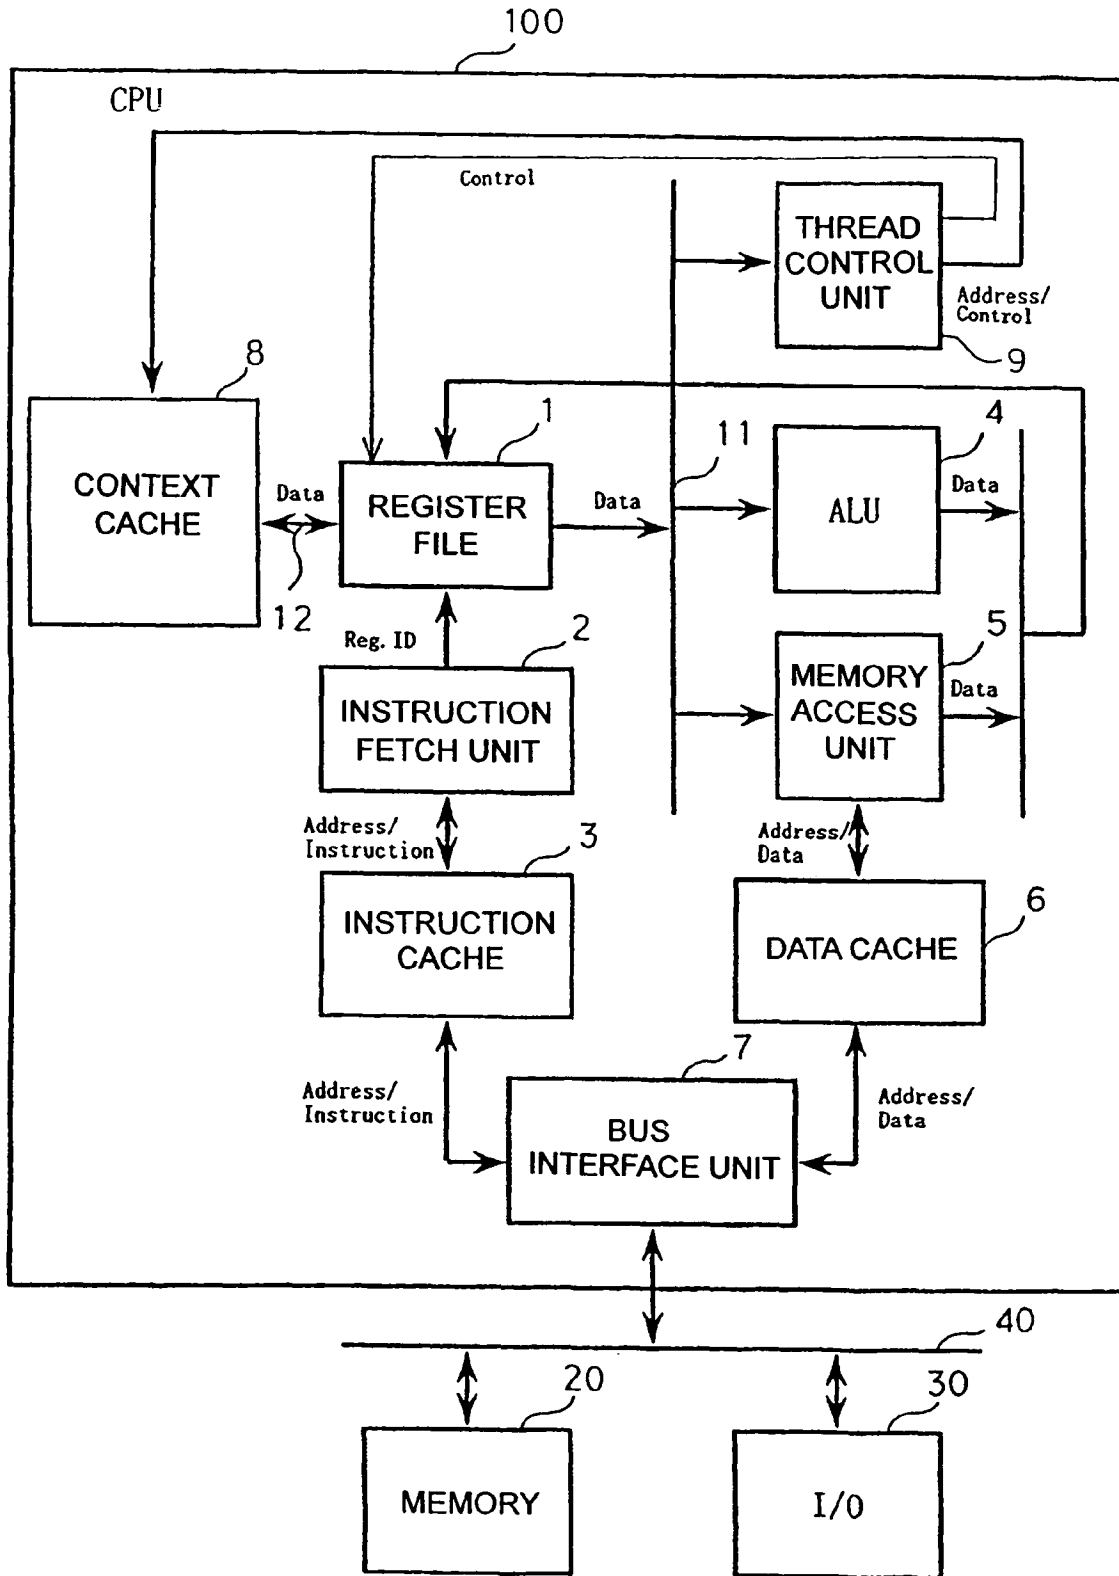 100
CPU
Control
THREAD
CONTROL
UNIT
Address/
Control
9
8
CONTEXT
CACHE
Data
12
1
REGISTER
FILE
Data
11
4
ALU
Data
Reg. ID
2
INSTRUCTION
FETCH UNIT
5
MEMORY
ACCESS
UNIT
Data
Address/
Instruction
3
INSTRUCTION
CACHE
Address/
Data
6
DATA CACHE
Address/
Instruction
7
BUS
INTERFACE UNIT
Address/
Data
40
20
MEMORY
30
I/O